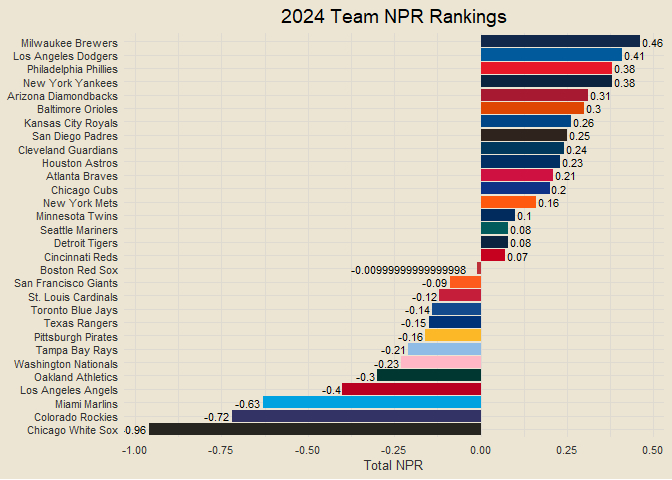 2024 Team NPR Rankings
Milwaukee Brewers 0.46
Los Angeles Dodgers 0.41
Philadelphia Phillies 0.38
New York Yankees 0.38
Arizona Diamondbacks 0.31
Baltimore Orioles 0.3
Kansas City Royals 0.26
San Diego Padres 0.25
Cleveland Guardians 0.24
Houston Astros 0.23
Atlanta Braves 0.21
Chicago Cubs 0.2
New York Mets 0.16
Minnesota Twins 0.1
Seattle Mariners 0.08
Detroit Tigers 0.08
Cincinnati Reds 0.07
Boston Red Sox -0.00999999999999998
San Francisco Giants -0.09
St. Louis Cardinals -0.12
Toronto Blue Jays -0.14
Texas Rangers -0.15
Pittsburgh Pirates -0.16
Tampa Bay Rays -0.21
Washington Nationals -0.23
Oakland Athletics -0.3
Los Angeles Angels -0.4
Miami Marlins -0.63
Colorado Rockies -0.72
Chicago White Sox 0.96
-1.00 -0.75 -0.50 -0.25 0.00 0.25 0.50
Total NPR